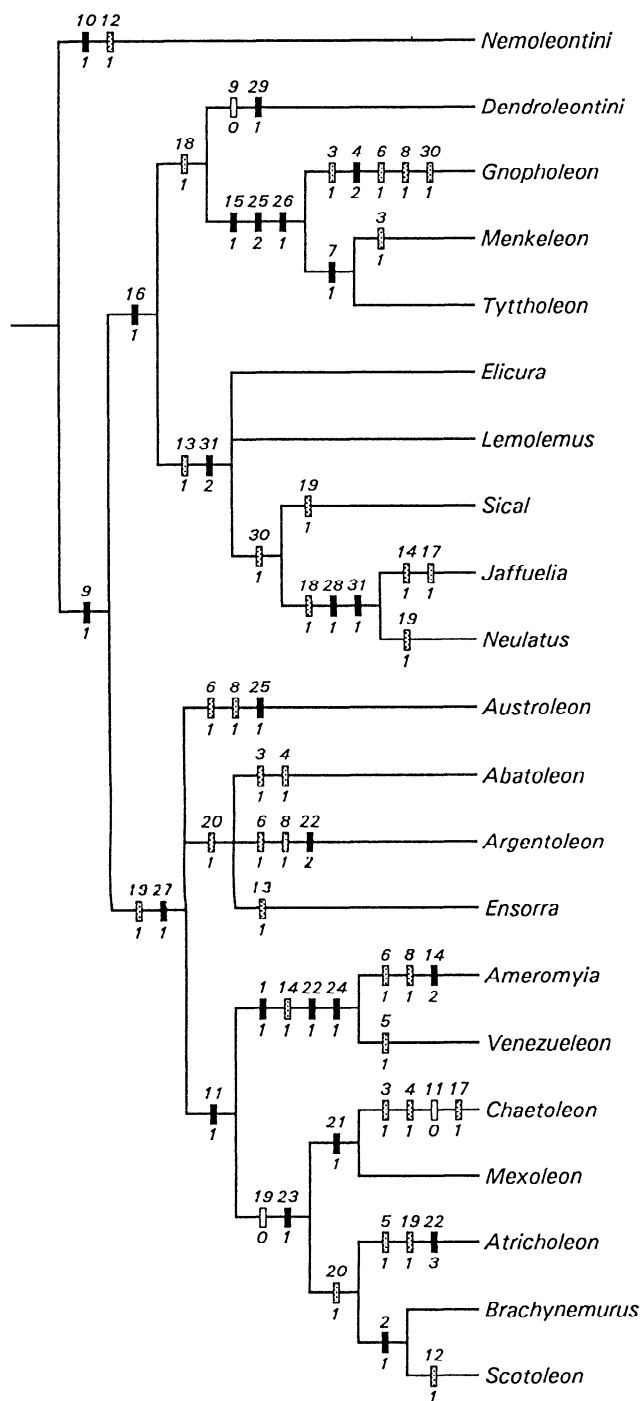 10 12
1 1
Nemoleontini
9 29
0 1
Dendroleontini
18
1
3 4 6 8 30
1 2 1 1 1
Gnopholeon
15 25 26
1 2 1
3
1
Menkeleon
7
1
Tyttholeon
16
1
Elicura
Lemolemus
13 31
1 2
19
1
Sical
30
1
14 17
1 1
Jaffuelia
18 28 31
1 1 1
19
1
Neulatus
9
1
6 8 25
1 1 1
Austroleon
3 4
1 1
Abatoleon
20
1
6 8 22
1 1 2
Argentoleon
13
1
Ensorra
19 27
1 1
6 8 14
1 1 2
Ameromyia
1 14 22 24
1 1 1 1
5
1
Venezueleon
11
1
3 4 11 17
1 1 0 1
Chaetoleon
21
1
Mexoleon
19 23
0 1
5 19 22
1 1 3
Atricholeon
20
1
Brachynemurus
2
1
12
1
Scotoleon